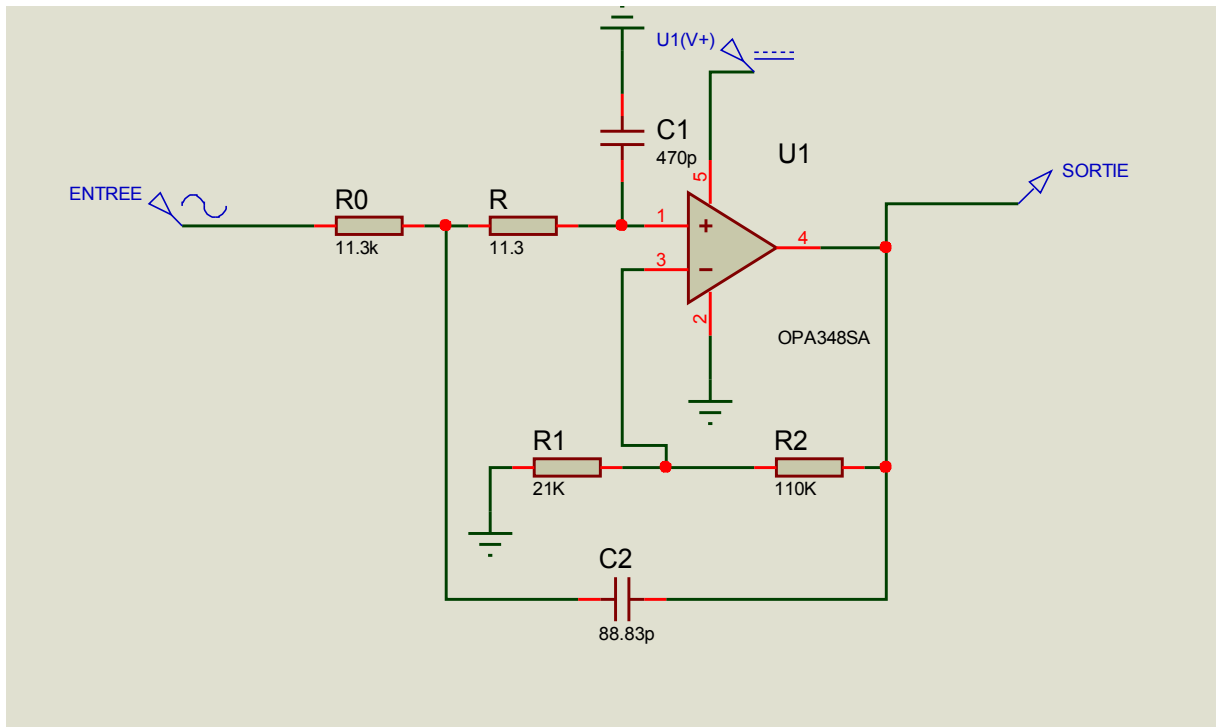 U1(V+)
C1
470p
U1
5
ENTREE
SORTIE
R0
11.3k
R
11.3
1
+
4
3
−
2
OPA348SA
R1
21K
R2
110K
C2
88.83p